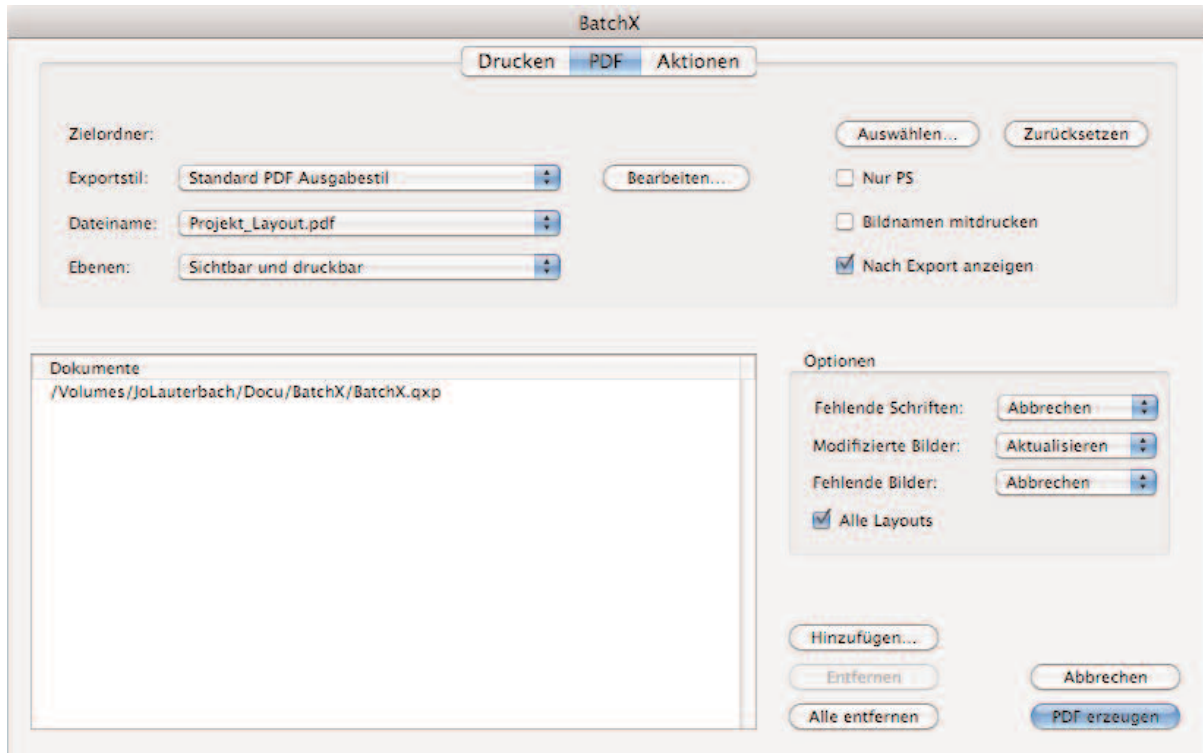 BatchX
Drucken PDF Aktionen
Zielordner: Auswählen... Zurücksetzen
Exportstil: Standard PDF Ausgabestil Bearbeiten... Nur PS
Dateiname: Projekt_Layout.pdf Bildnamen mitdrucken
Ebenen: Sichtbar und druckbar Nach Export anzeigen
Dokumente
/Volumes/JoLauterbach/Docu/BatchX/BatchX.qxp
Optionen
Fehlende Schriften: Abbrechen
Modifizierte Bilder: Aktualisieren
Fehlende Bilder: Abbrechen
Alle Layouts
Hinzufügen...
Entfernen Abbrechen
Alle entfernen PDF erzeugen